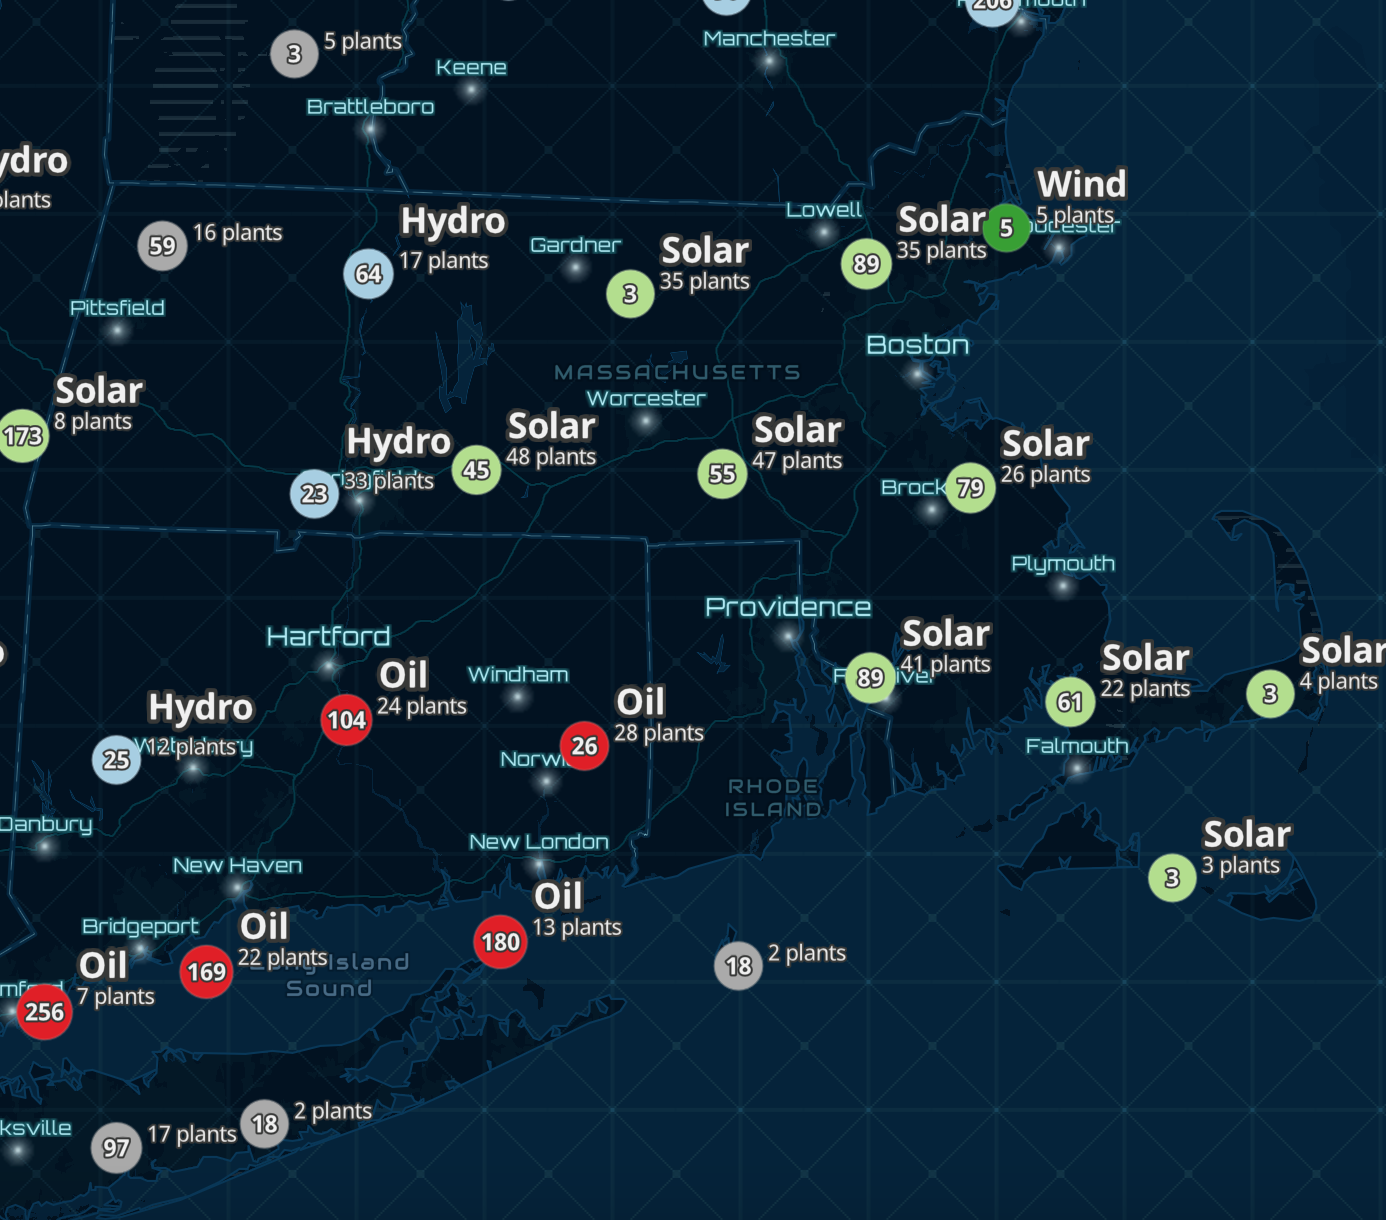 206
3
5 plants
Manchester
Keene
Brattleboro
ydro
plants
Wind
5 plants
5
Hydro
Lowell
Solar
35 plants
89
59
16 plants
64
17 plants
Gardner
Solar
35 plants
3
Pittsfield
Boston
MASSACHUSETTS
Worcester
Solar
8 plants
173
Hydro
33 plants
23
Solar
48 plants
45
Solar
47 plants
55
Solar
26 plants
Brock
79
Plymouth
Providence
Hartford
Solar
41 plants
89
Solar
22 plants
61
Solar
4 plants
3
Oil
24 plants
104
Windham
Oil
28 plants
26
Hydro
12 plants
25
Falmouth
RHODE
ISLAND
Danbury
New London
Solar
3 plants
3
New Haven
Oil
13 plants
180
Bridgeport
Oil
22 plants
169
Long Island
Sound
Oil
7 plants
256
18
2 plants
ksville
97
17 plants
18
2 plants